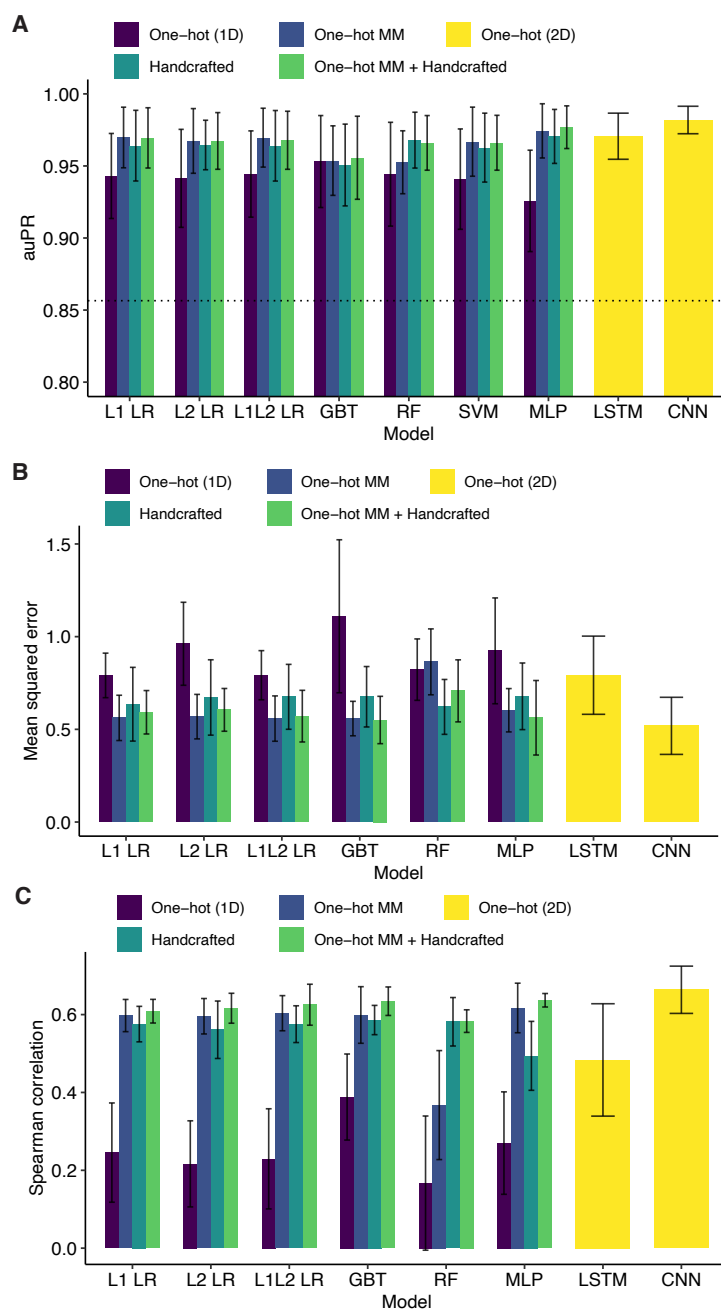 A
One-hot (1D) One-hot MM One-hot (2D)
Handcrafted One-hot MM + Handcrafted
auPR
1.00
0.95
0.90
0.85
0.80
L1 LR L2 LR L1L2 LR GBT RF SVM MLP LSTM CNN
Model
B
One-hot (1D) One-hot MM One-hot (2D)
Handcrafted One-hot MM + Handcrafted
Mean squared error
1.5
1.0
0.5
0.0
L1 LR L2 LR L1L2 LR GBT RF MLP LSTM CNN
Model
C
One-hot (1D) One-hot MM One-hot (2D)
Handcrafted One-hot MM + Handcrafted
Spearman correlation
0.6
0.4
0.2
0.0
L1 LR L2 LR L1L2 LR GBT RF MLP LSTM CNN
Model